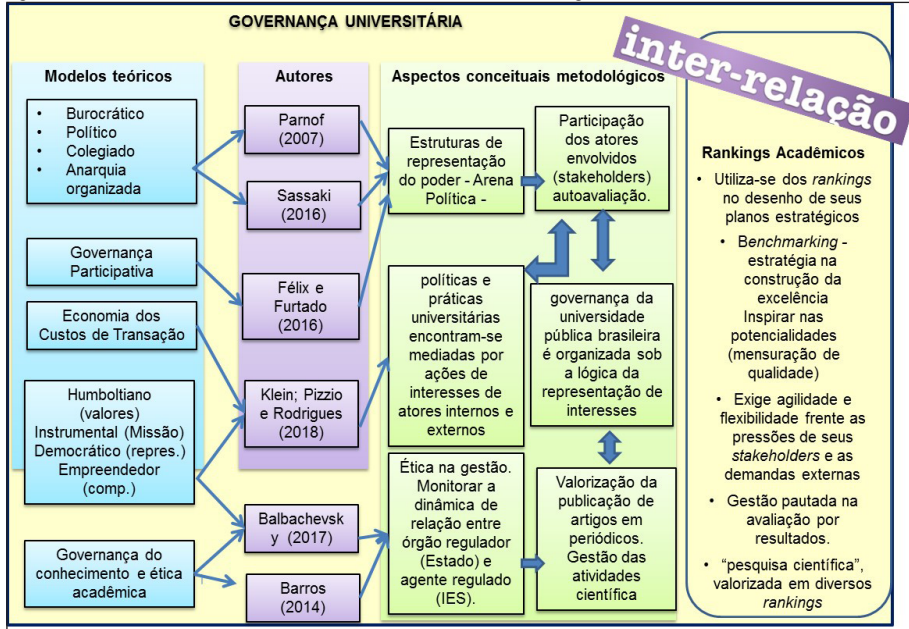 GOVERNANÇA UNIVERSITÁRIA
inter-relação
Modelos teóricos
• Burocrático
• Político
• Colegiado
• Anarquia
organizada
Governança
Participativa
Economia dos
Custos de Transação
Humboltiano
(valores)
Instrumental (Missão)
Democrático (repres.)
Empreendedor
(comp.)
Governança do
conhecimento e ética
acadêmica
Autores
Parnof
(2007)
Sassaki
(2016)
Félix e
Furtado
(2016)
Klein; Pizzio
e Rodrigues
(2018)
Balbachevsk
y (2017)
Barros
(2014)
Aspectos conceituais metodológicos
Estruturas de
representação
do poder - Arena
Política -
Participação
dos atores
envolvidos
(stakeholders)
autoavaliação.
políticas e
práticas
universitárias
encontram-se
mediadas por
ações de
interesses de
atores internos e
externos
governança da
universidade
pública brasileira
é organizada sob
a lógica da
representação de
interesses
Ética na gestão.
Monitorar a
dinâmica de
relação entre
órgão regulador
(Estado) e
agente regulado
(IES).
Valorização da
publicação de
artigos em
periódicos.
Gestão das
atividades
científica
Rankings Acadêmicos
• Utiliza-se dos rankings
no desenho de seus
planos estratégicos
• Benchmarking -
estratégia na
construção da
excelência
Inspirar nas
potencialidades
(mensuração de
qualidade)
• Exige agilidade e
flexibilidade frente as
pressões de seus
stakeholders e as
demandas externas
• Gestão pautada na
avaliação por
resultados.
• “pesquisa científica”,
valorizada em diversos
rankings